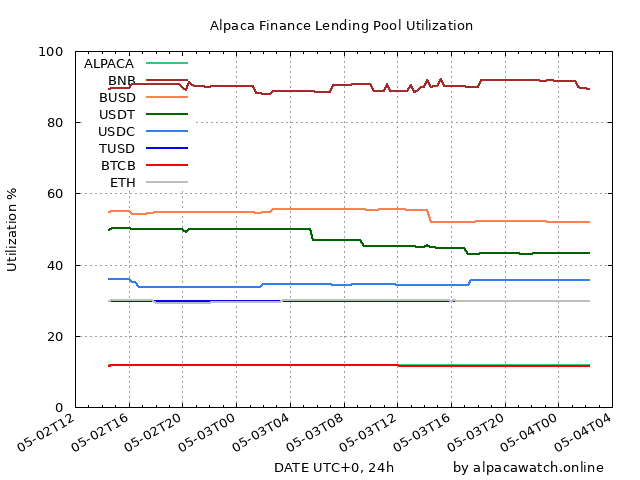 Alpaca Finance Lending Pool Utilization
100
80
60
40
20
0
Utilization %
ALPACA
BNB
BUSD
USDT
USDC
TUSD
BTCB
ETH
05-02T12
05-02T16
05-02T20
05-03T00
05-03T04
05-03T08
05-03T12
05-03T16
05-03T20
05-04T00
05-04T04
DATE UTC+0, 24h
by alpacawatch.online